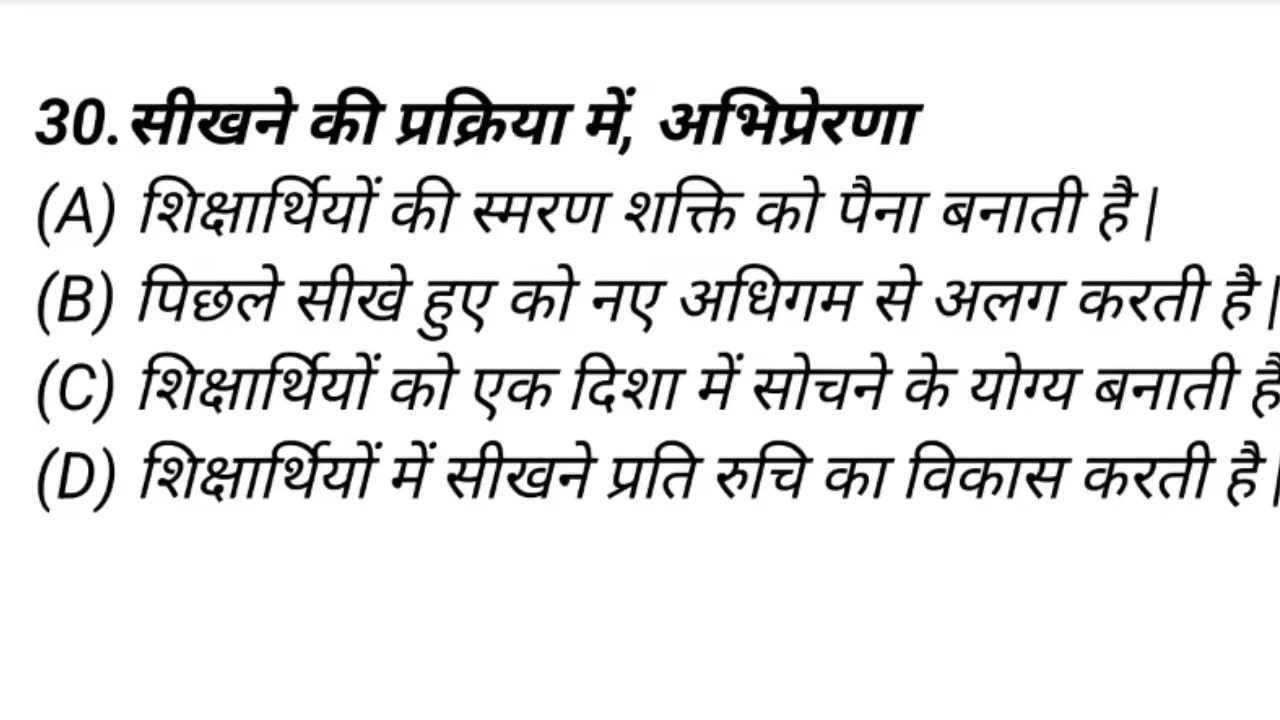 30. सीखने की प्रक्रिया में, अभिप्रेरणा
(A) शिक्षार्थियों की स्मरण शक्ति को पैना बनाती है|
(B) पिछले सीखे हुए को नए अधिगम से अलग करती है|
(C) शिक्षार्थियों को एक दिशा में सोचने के योग्य बनाती है
(D) शिक्षार्थियों में सीखने प्रति रुचि का विकास करती है|